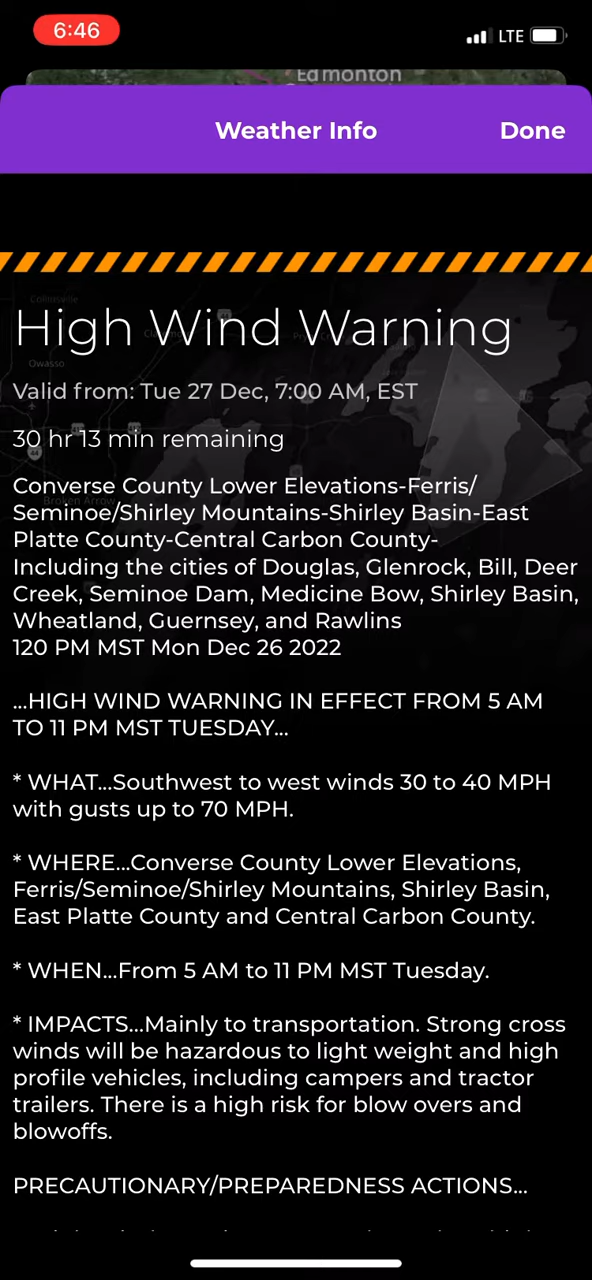 6:46
LTE
Edmonton
Weather Info
Done
Collinsville
High Wind Warning
Owasso
Valid from: Tue 27 Dec, 7:00 AM, EST
30 hr 13 min remaining
Converse County Lower Elevations-Ferris/
Broken Arrow
Seminoe/Shirley Mountains-Shirley Basin-East
Platte County-Central Carbon County-
Including the cities of Douglas, Glenrock, Bill, Deer
Creek, Seminoe Dam, Medicine Bow, Shirley Basin,
Wheatland, Guernsey, and Rawlins
120 PM MST Mon Dec 26 2022
...HIGH WIND WARNING IN EFFECT FROM 5 AM
TO 11 PM MST TUESDAY...
* WHAT...Southwest to west winds 30 to 40 MPH
with gusts up to 70 MPH.
* WHERE...Converse County Lower Elevations,
Ferris/Seminoe/Shirley Mountains, Shirley Basin,
East Platte County and Central Carbon County.
* WHEN...From 5 AM to 11 PM MST Tuesday.
* IMPACTS...Mainly to transportation. Strong cross
winds will be hazardous to light weight and high
profile vehicles, including campers and tractor
trailers. There is a high risk for blow overs and
blowoffs.
PRECAUTIONARY/PREPAREDNESS ACTIONS...